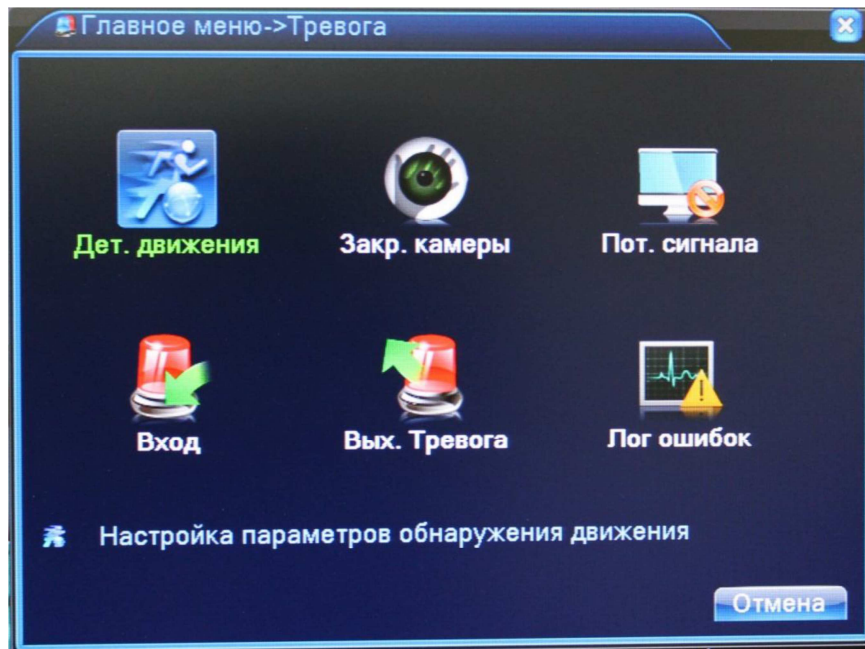 Главное меню->Тревога
Дет. движения Закр. камеры Пот. сигнала
Вход Вых. Тревога Лог ошибок
Настройка параметров обнаружения движения
Отмена